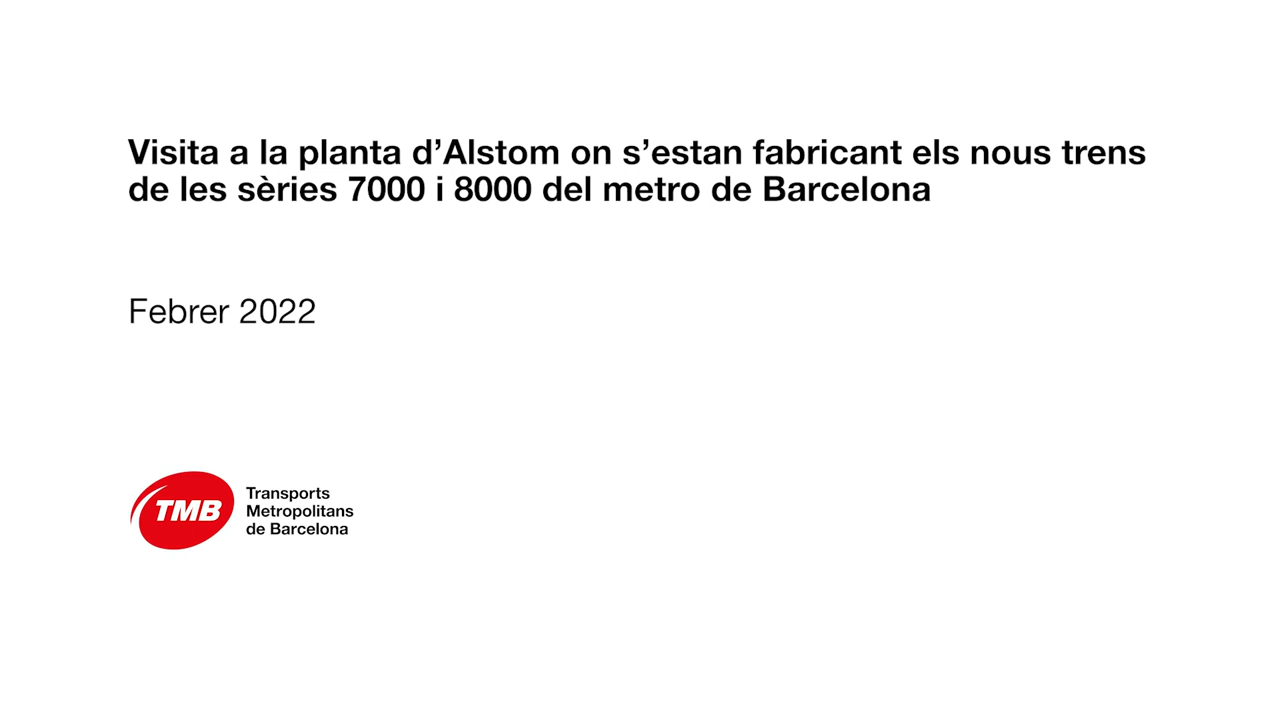 Visita a la planta d’Alstom on s’estan fabricant els nous trens
de les sèries 7000 i 8000 del metro de Barcelona
Febrer 2022
TMB
Transports
Metropolitans
de Barcelona